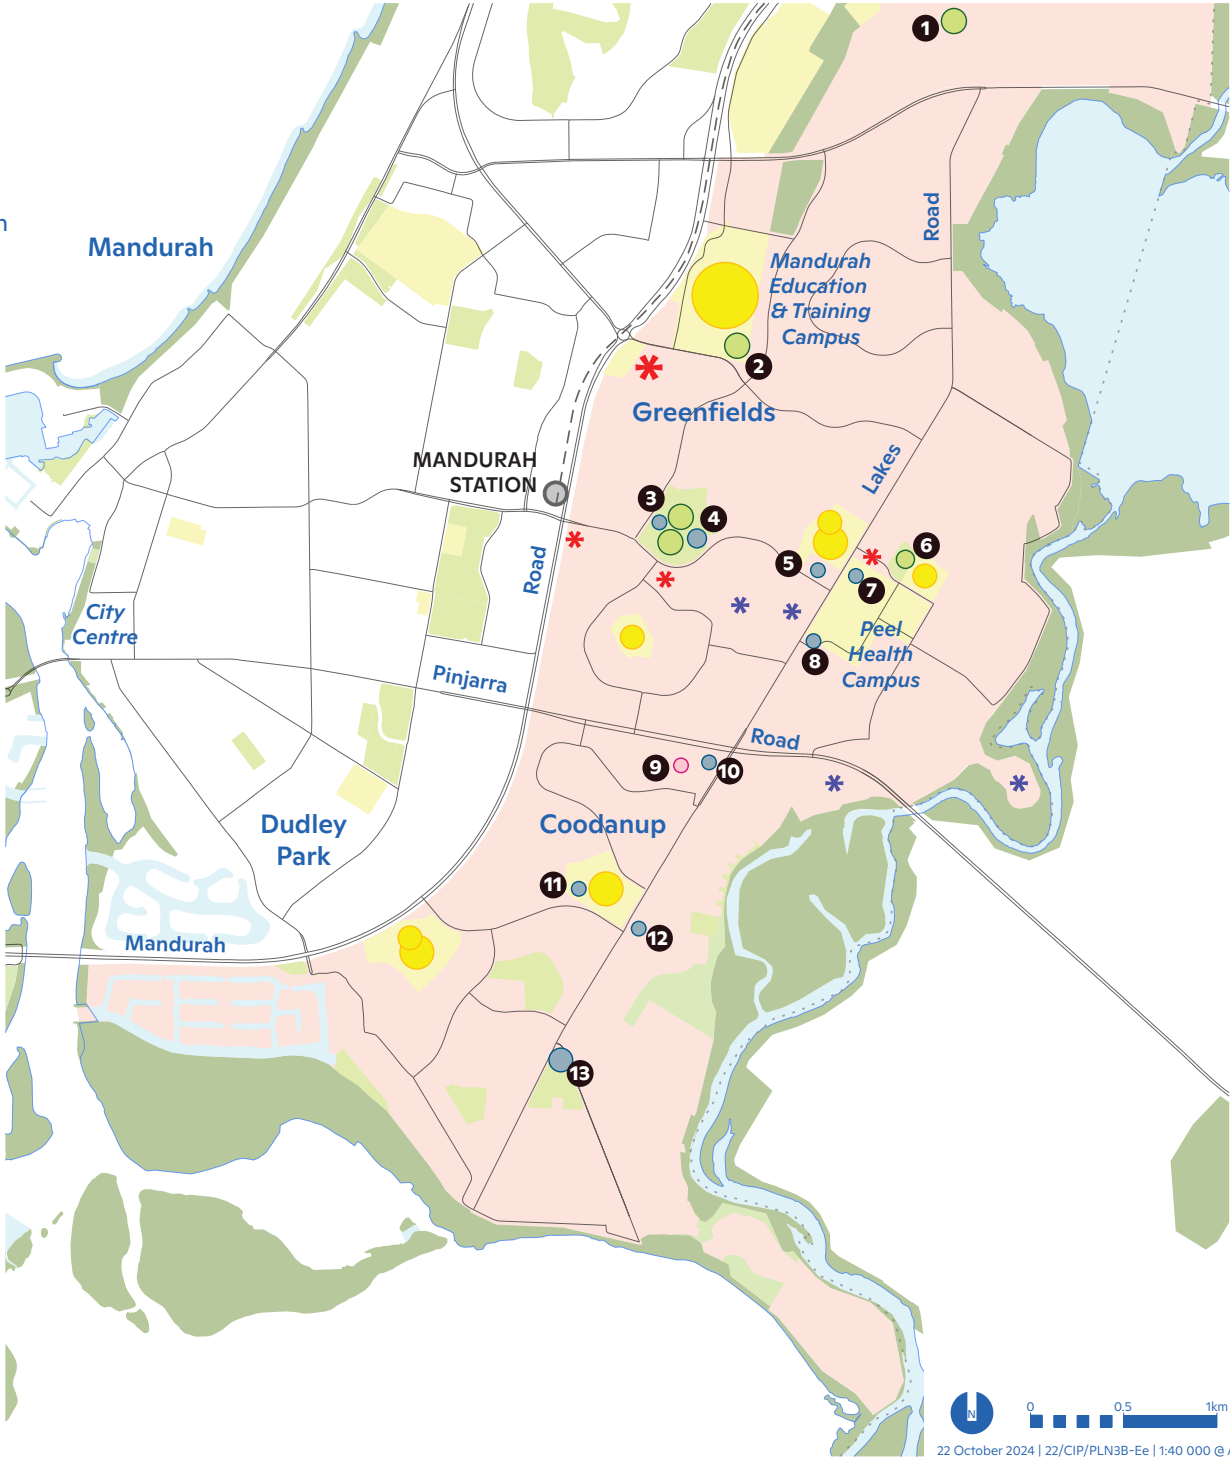 1
n
Mandurah
Road
Mandurah
Education
& Training
Campus
2
Greenfields
MANDURAH
STATION
Lakes
3
4
5
6
7
Road
City
Centre
Peel
Health
Campus
8
Pinjarra
Road
9
10
Dudley
Park
Coodanup
11
12
Mandurah
13
N
0
0.5
1km
22 October 2024 | 22/CIP/PLN3B-Ee | 1:40 000 @